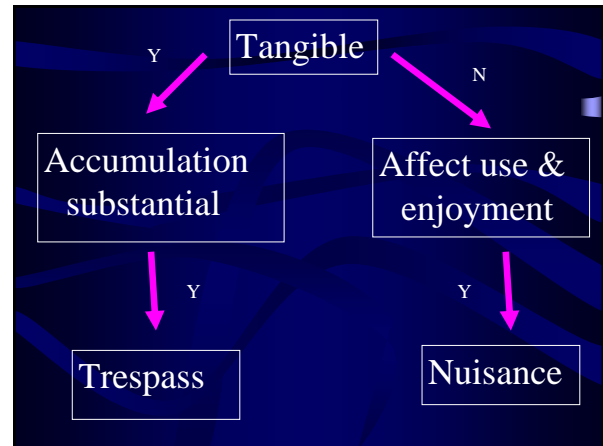 Tangible
Y
N
Accumulation
substantial
Affect use &
enjoyment
Y
Y
Trespass
Nuisance